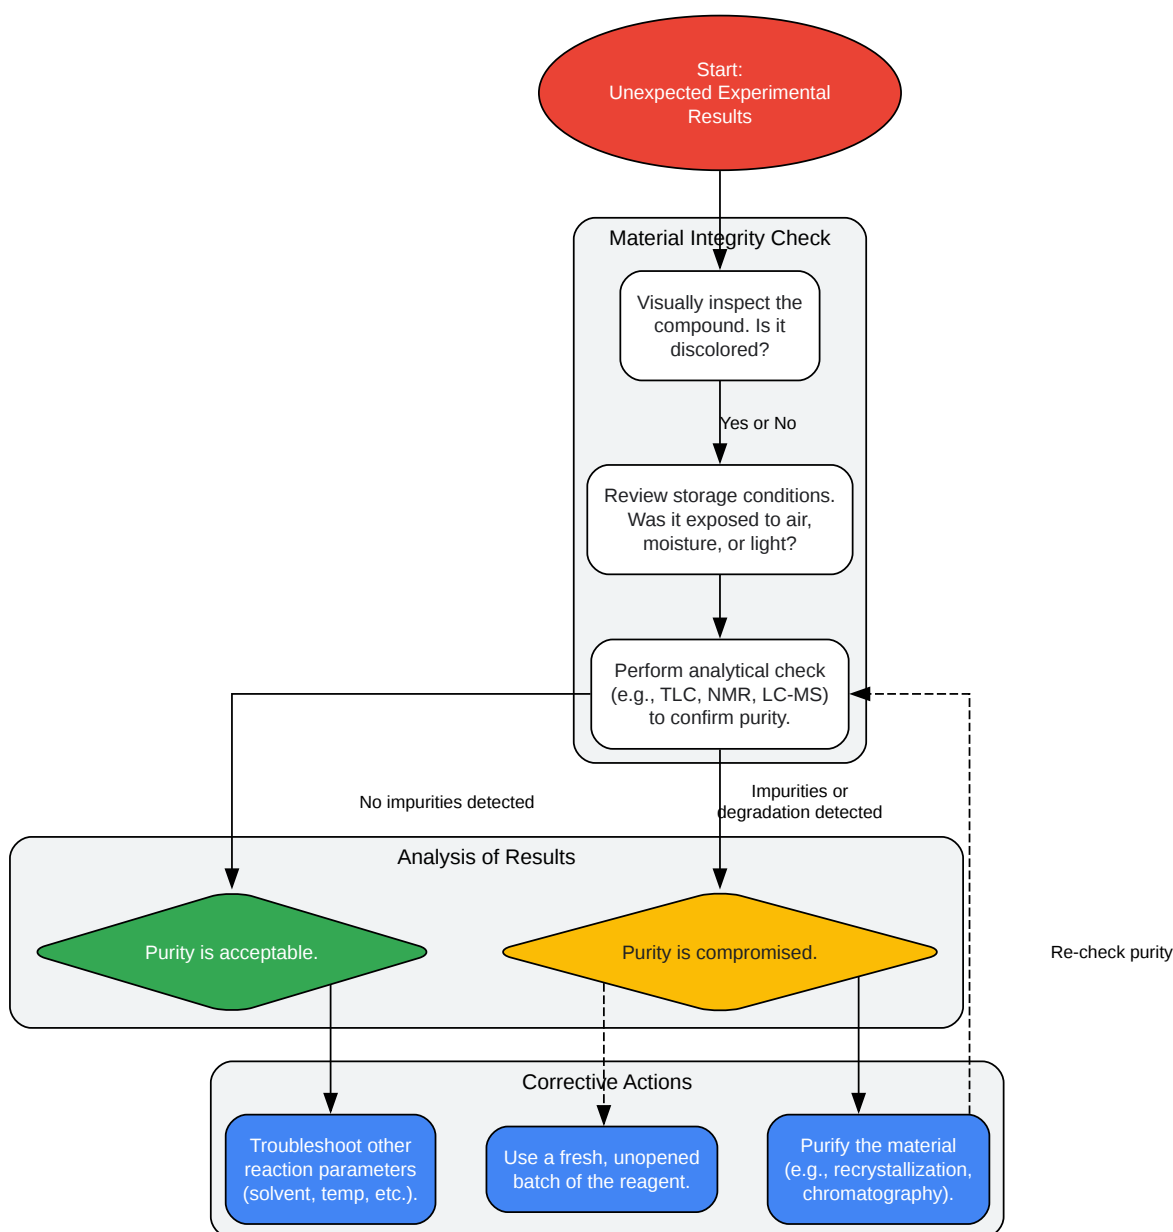 Start:
Unexpected Experimental
Results
Material Integrity Check
Visually inspect the
compound. Is it
discolored?
Yes or No
Review storage conditions.
Was it exposed to air,
moisture, or light?
Perform analytical check
(e.g., TLC, NMR, LC-MS)
to confirm purity.
No impurities detected
Impurities or
degradation detected
Analysis of Results
Purity is acceptable.
Purity is compromised.
Re-check purity
Corrective Actions
Troubleshoot other
reaction parameters
(solvent, temp, etc.).
Use a fresh, unopened
batch of the reagent.
Purify the material
(e.g., recrystallization,
chromatography).